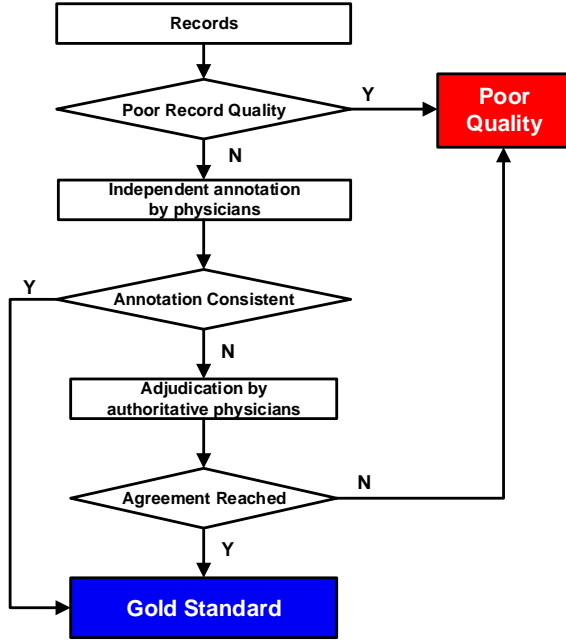 Records
Poor Record Quality
Y
Poor
Quality
N
Independent annotation
by physicians
Y
Annotation Consistent
N
Adjudication by
authoritative physicians
Agreement Reached
N
Y
Gold Standard